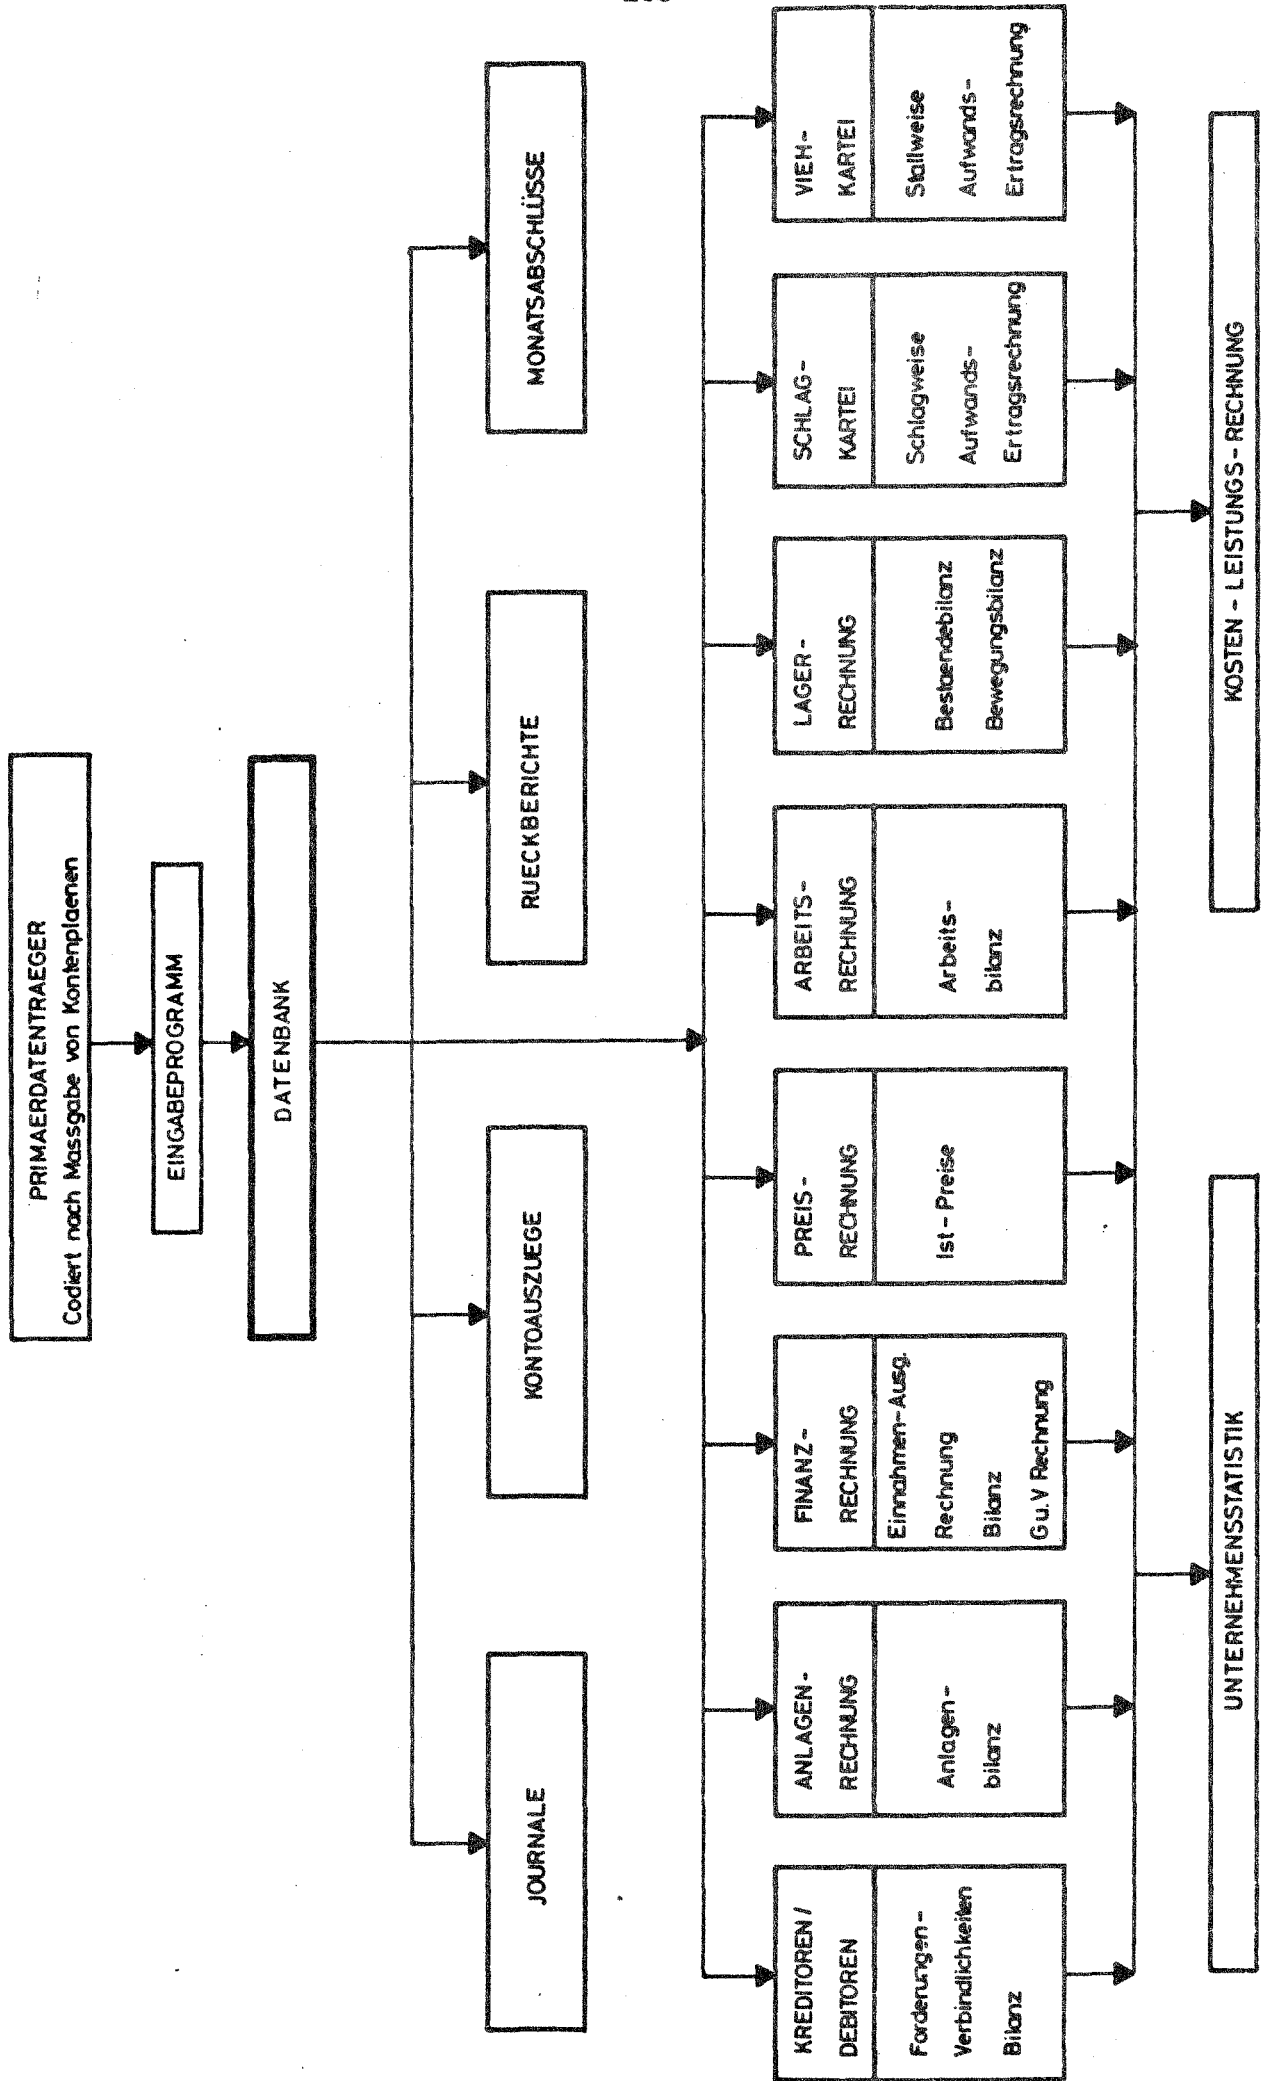 PRIMAERDATENTRAEGER
Codiert nach Massgabe von Kontenplaenen
EINGABEPROGRAMM
DATENBANK
JOURNALE
KONTOAUSZUEGE
RUECKBERICHTE
MONATSABSCHLÜSSE
KREDITOREN/
DEBITOREN
Forderungen-
Verbindlichkeiten
Bilanz
ANLAGEN-
RECHNUNG
Anlagen-
bilanz
FINANZ-
RECHNUNG
Einnahmen-Ausg.
Rechnung
Bilanz
G u. V Rechnung
PREIS-
RECHNUNG
Ist-Preise
ARBEITS-
RECHNUNG
Arbeits-
bilanz
LAGER-
RECHNUNG
Bestaendebilanz
Bewegungsbilanz
SCHLAG-
KARTEI
Schlagweise
Aufwands-
Ertragsrechnung
VIEH-
KARTEI
Stallweise
Aufwands-
Ertragsrechnung
UNTERNEHMENSSTATISTIK
KOSTEN-LEISTUNGS-RECHNUNG